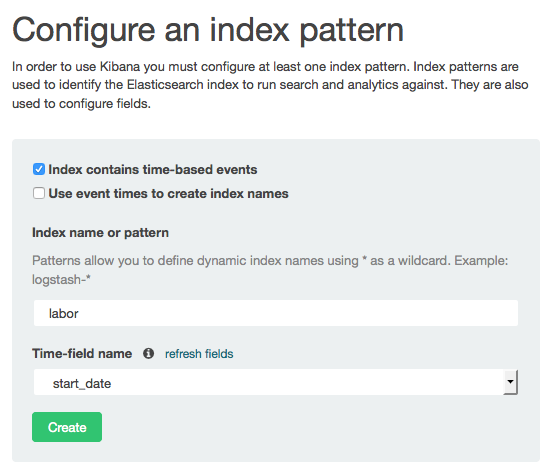 Configure an index pattern
In order to use Kibana you must configure at least one index pattern. Index patterns are
used to identify the Elasticsearch index to run search and analytics against. They are also
used to configure fields.
Index contains time-based events
Use event times to create index names
Index name or pattern
Patterns allow you to define dynamic index names using * as a wildcard. Example:
logstash-*
labor
Time-field name refresh fields
start_date
Create